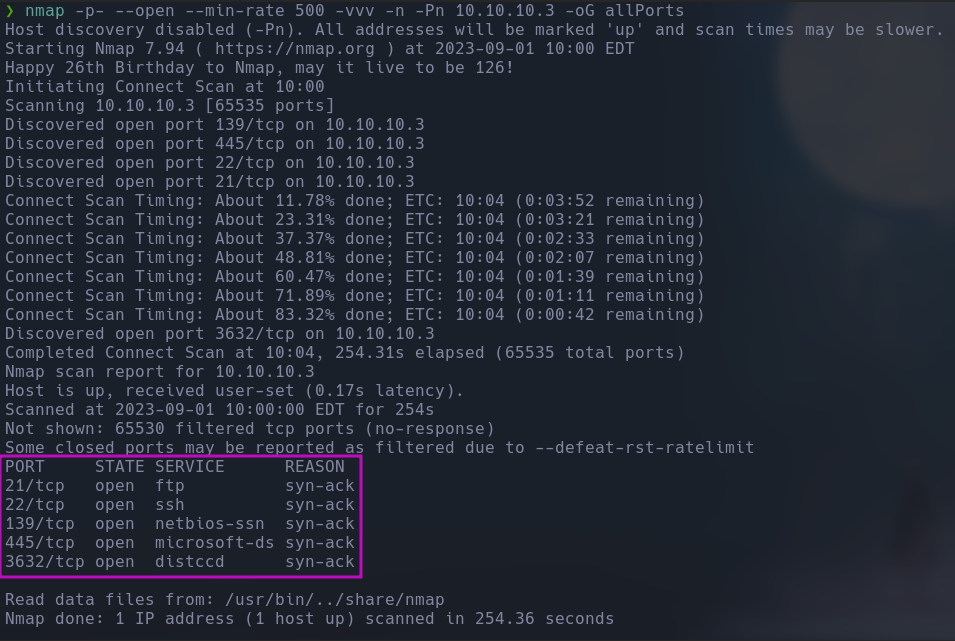 ❯ nmap -p- --open --min-rate 500 -vvv -n -Pn 10.10.10.3 -oG allPorts
Host discovery disabled (-Pn). All addresses will be marked 'up' and scan times may be slower.
Starting Nmap 7.94 ( https://nmap.org ) at 2023-09-01 10:00 EDT
Happy 26th Birthday to Nmap, may it live to be 126!
Initiating Connect Scan at 10:00
Scanning 10.10.10.3 [65535 ports]
Discovered open port 139/tcp on 10.10.10.3
Discovered open port 445/tcp on 10.10.10.3
Discovered open port 22/tcp on 10.10.10.3
Discovered open port 21/tcp on 10.10.10.3
Connect Scan Timing: About 11.78% done; ETC: 10:04 (0:03:52 remaining)
Connect Scan Timing: About 23.31% done; ETC: 10:04 (0:03:21 remaining)
Connect Scan Timing: About 37.37% done; ETC: 10:04 (0:02:33 remaining)
Connect Scan Timing: About 48.81% done; ETC: 10:04 (0:02:07 remaining)
Connect Scan Timing: About 60.47% done; ETC: 10:04 (0:01:39 remaining)
Connect Scan Timing: About 71.89% done; ETC: 10:04 (0:01:11 remaining)
Connect Scan Timing: About 83.32% done; ETC: 10:04 (0:00:42 remaining)
Discovered open port 3632/tcp on 10.10.10.3
Completed Connect Scan at 10:04, 254.31s elapsed (65535 total ports)
Nmap scan report for 10.10.10.3
Host is up, received user-set (0.17s latency).
Scanned at 2023-09-01 10:00:00 EDT for 254s
Not shown: 65530 filtered tcp ports (no-response)
Some closed ports may be reported as filtered due to --defeat-rst-ratelimit
PORT     STATE SERVICE      REASON
21/tcp   open  ftp          syn-ack
22/tcp   open  ssh          syn-ack
139/tcp  open  netbios-ssn  syn-ack
445/tcp  open  microsoft-ds syn-ack
3632/tcp open  distccd      syn-ack
Read data files from: /usr/bin/../share/nmap
Nmap done: 1 IP address (1 host up) scanned in 254.36 seconds